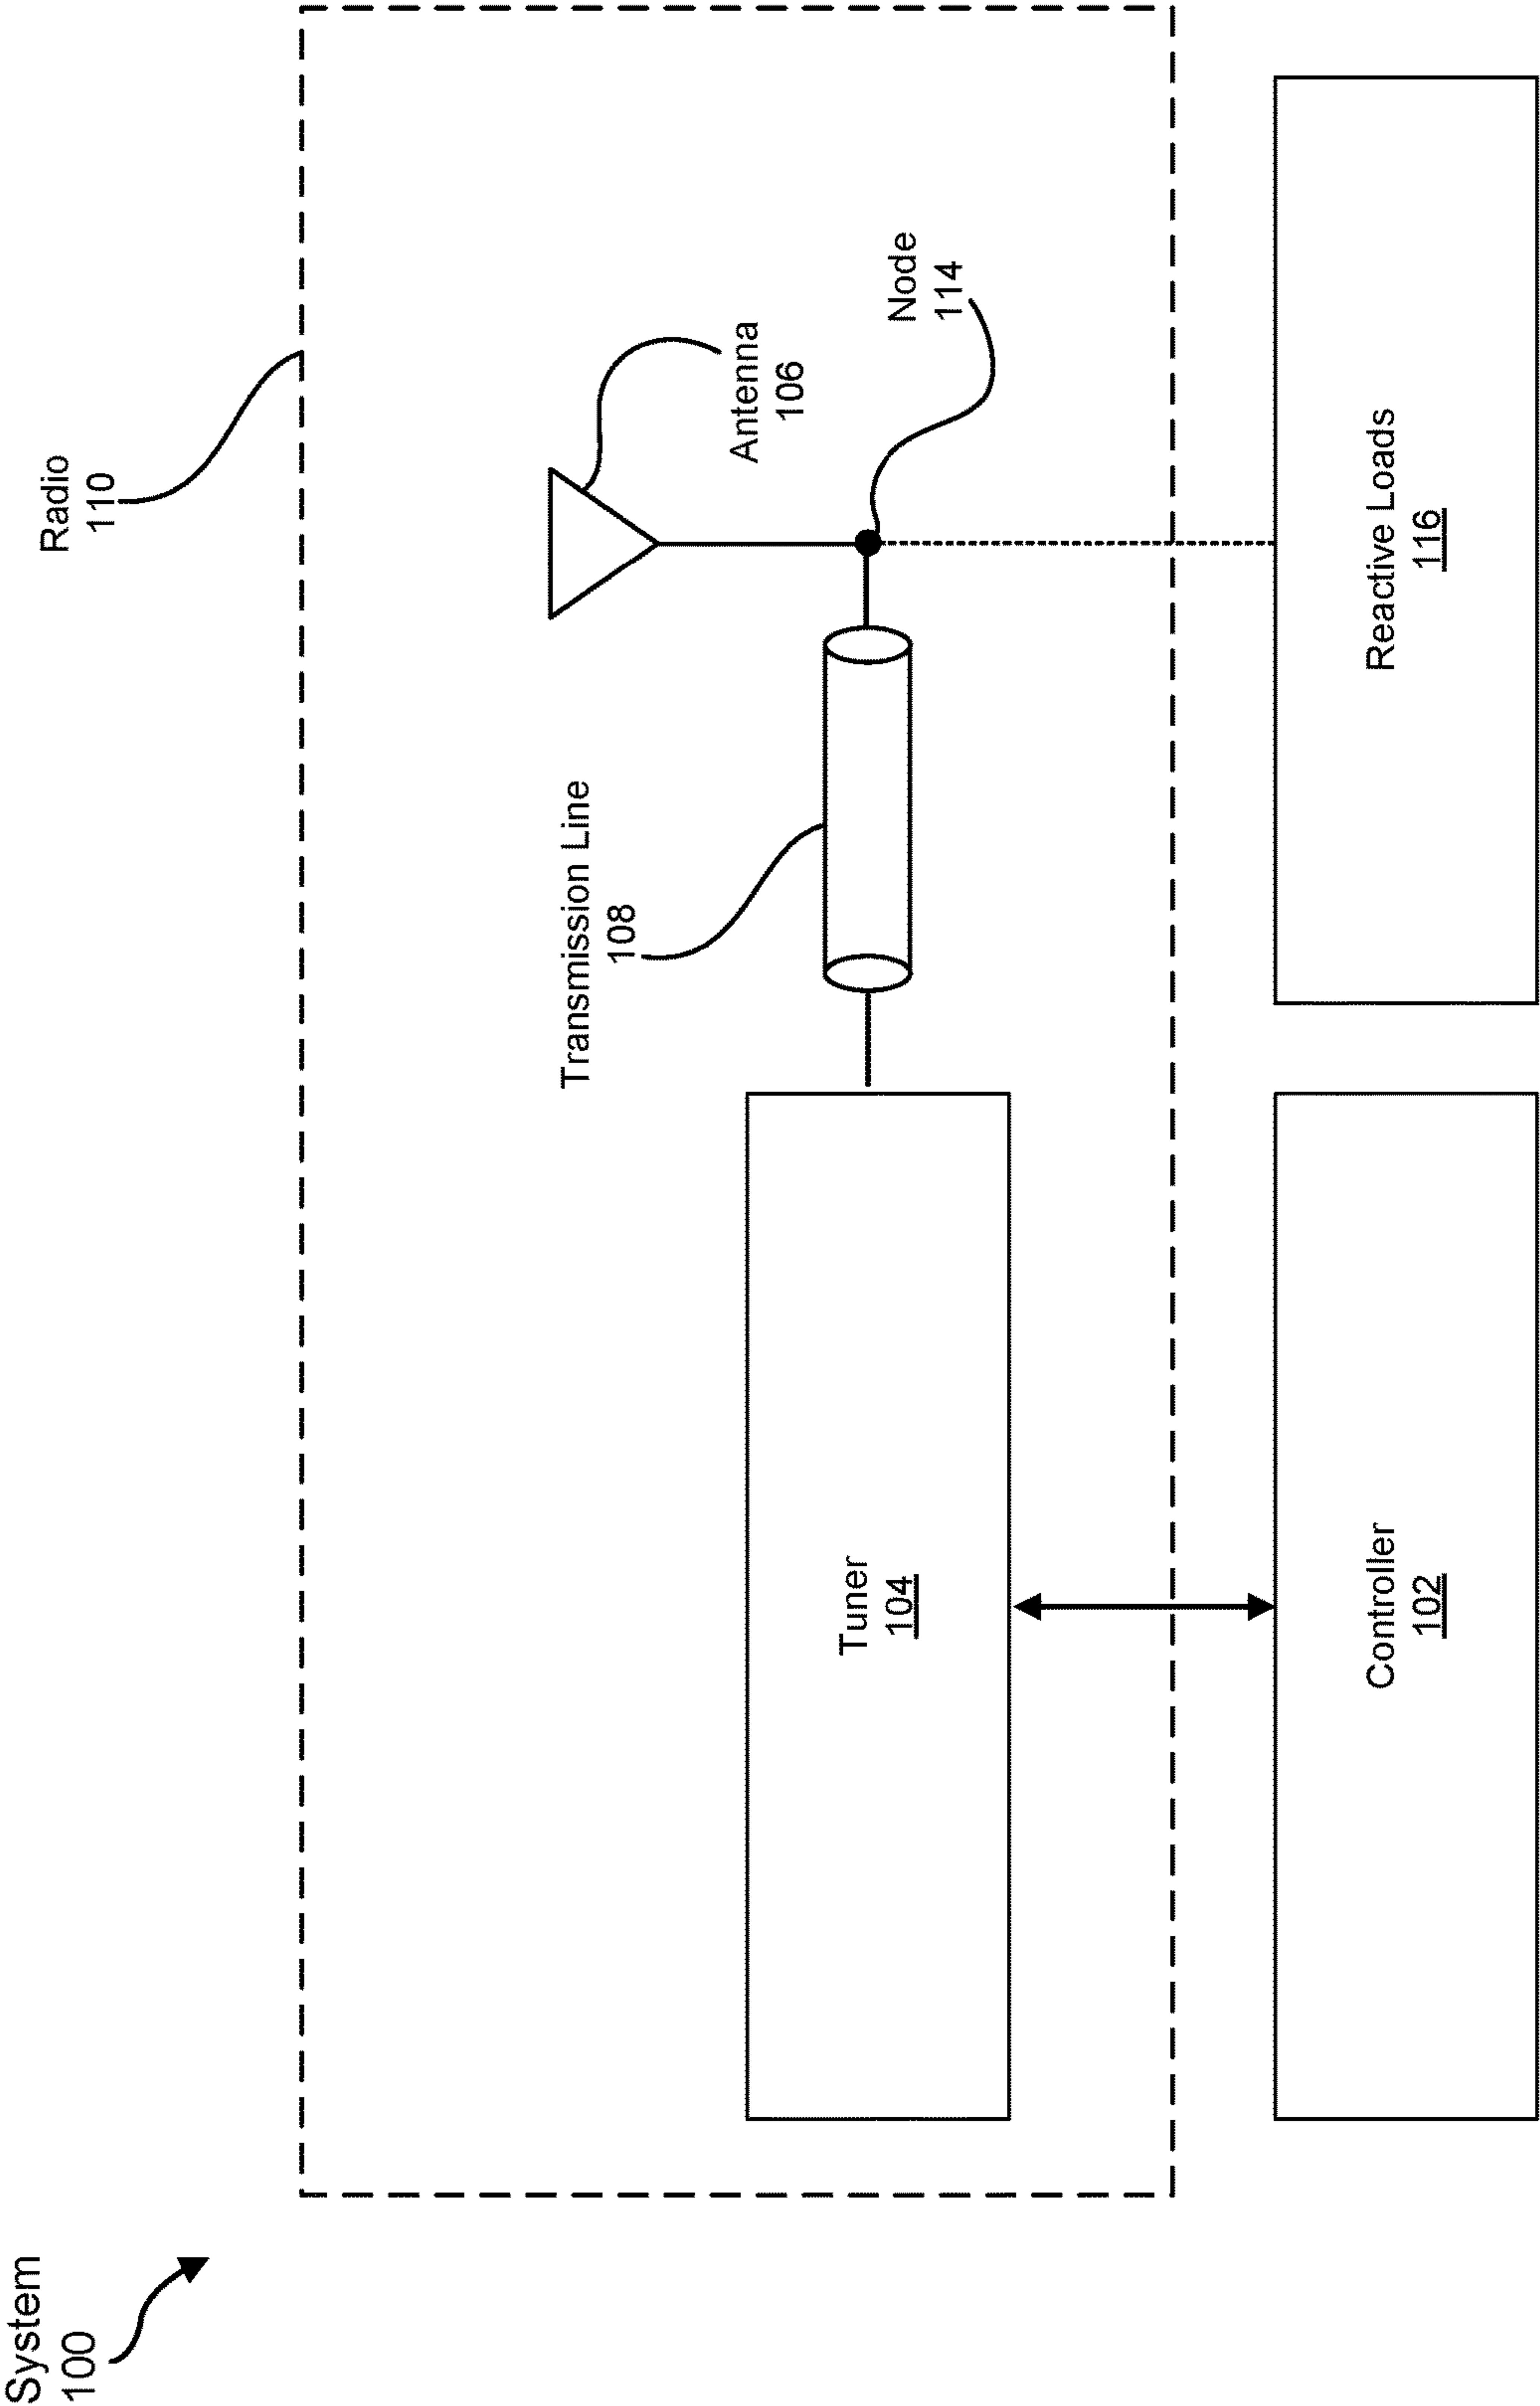 System
100
Radio
110
Antenna
106
Transmission Line
108
Node
114
Tuner
104
Controller
102
Reactive Loads
116